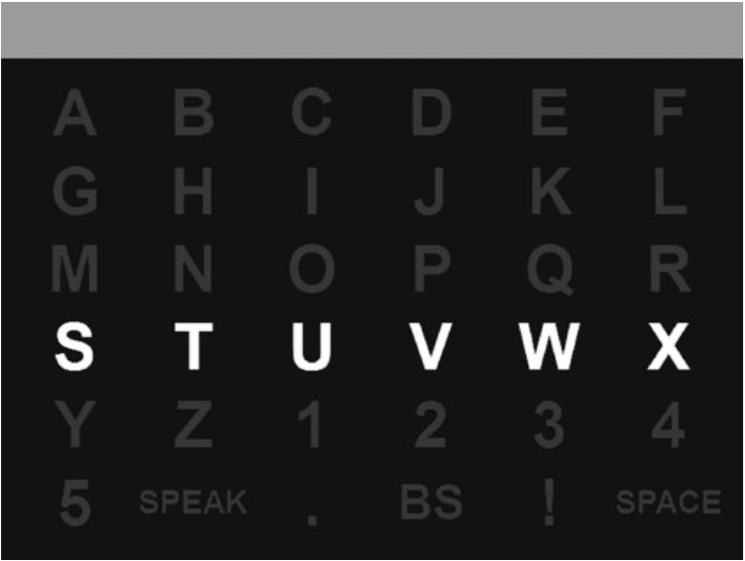 A B C D E F
G H I J K L
M N O P Q R
S T U V W X
Y Z 1 2 3 4
5 SPEAK . BS ! SPACE